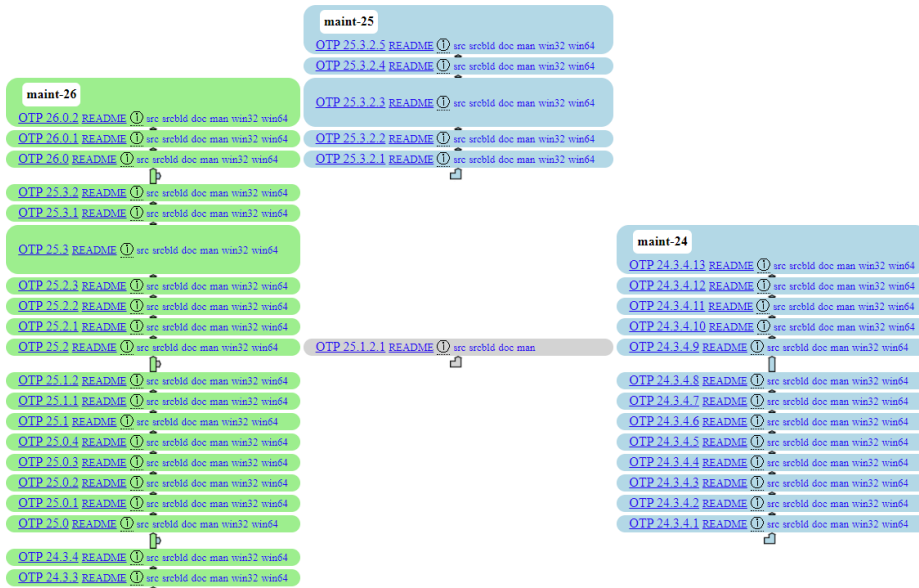 maint-25
OTP 25.3.2.5 README ⓘ src srcbld doc man win32 win64
OTP 25.3.2.4 README ⓘ src srcbld doc man win32 win64
OTP 25.3.2.3 README ⓘ src srcbld doc man win32 win64
OTP 25.3.2.2 README ⓘ src srcbld doc man win32 win64
OTP 25.3.2.1 README ⓘ src srcbld doc man win32 win64
maint-26
OTP 26.0.2 README ⓘ src srcbld doc man win32 win64
OTP 26.0.1 README ⓘ src srcbld doc man win32 win64
OTP 26.0 README ⓘ src srcbld doc man win32 win64
OTP 25.3.2 README ⓘ src srcbld doc man win32 win64
OTP 25.3.1 README ⓘ src srcbld doc man win32 win64
OTP 25.3 README ⓘ src srcbld doc man win32 win64
OTP 25.2.3 README ⓘ src srcbld doc man win32 win64
OTP 25.2.2 README ⓘ src srcbld doc man win32 win64
OTP 25.2.1 README ⓘ src srcbld doc man win32 win64
OTP 25.2 README ⓘ src srcbld doc man win32 win64
OTP 25.1.2 README ⓘ src srcbld doc man win32 win64
OTP 25.1.1 README ⓘ src srcbld doc man win32 win64
OTP 25.1 README ⓘ src srcbld doc man win32 win64
OTP 25.0.4 README ⓘ src srcbld doc man win32 win64
OTP 25.0.3 README ⓘ src srcbld doc man win32 win64
OTP 25.0.2 README ⓘ src srcbld doc man win32 win64
OTP 25.0.1 README ⓘ src srcbld doc man win32 win64
OTP 25.0 README ⓘ src srcbld doc man win32 win64
OTP 24.3.4 README ⓘ src srcbld doc man win32 win64
OTP 24.3.3 README ⓘ src srcbld doc man win32 win64
OTP 25.1.2.1 README ⓘ src srcbld doc man
maint-24
OTP 24.3.4.13 README ⓘ src srcbld doc man win32 win64
OTP 24.3.4.12 README ⓘ src srcbld doc man win32 win64
OTP 24.3.4.11 README ⓘ src srcbld doc man win32 win64
OTP 24.3.4.10 README ⓘ src srcbld doc man win32 win64
OTP 24.3.4.9 README ⓘ src srcbld doc man win32 win64
OTP 24.3.4.8 README ⓘ src srcbld doc man win32 win64
OTP 24.3.4.7 README ⓘ src srcbld doc man win32 win64
OTP 24.3.4.6 README ⓘ src srcbld doc man win32 win64
OTP 24.3.4.5 README ⓘ src srcbld doc man win32 win64
OTP 24.3.4.4 README ⓘ src srcbld doc man win32 win64
OTP 24.3.4.3 README ⓘ src srcbld doc man win32 win64
OTP 24.3.4.2 README ⓘ src srcbld doc man win32 win64
OTP 24.3.4.1 README ⓘ src srcbld doc man win32 win64